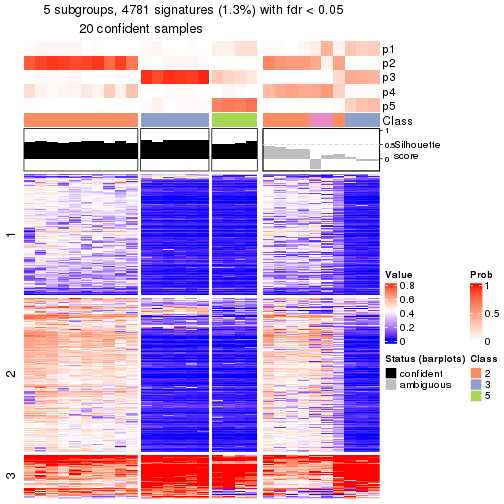 5 subgroups, 4781 signatures (1.3%) with fdr < 0.05
20 confident samples
p1
p2
p3
p4
p5
Class
1
0.5
0
Silhouette
score
1
2
3
Value
0.8
0.6
0.4
0.2
0
Prob
1
0.5
0
Status (barplots)
confident
ambiguous
Class
2
3
5